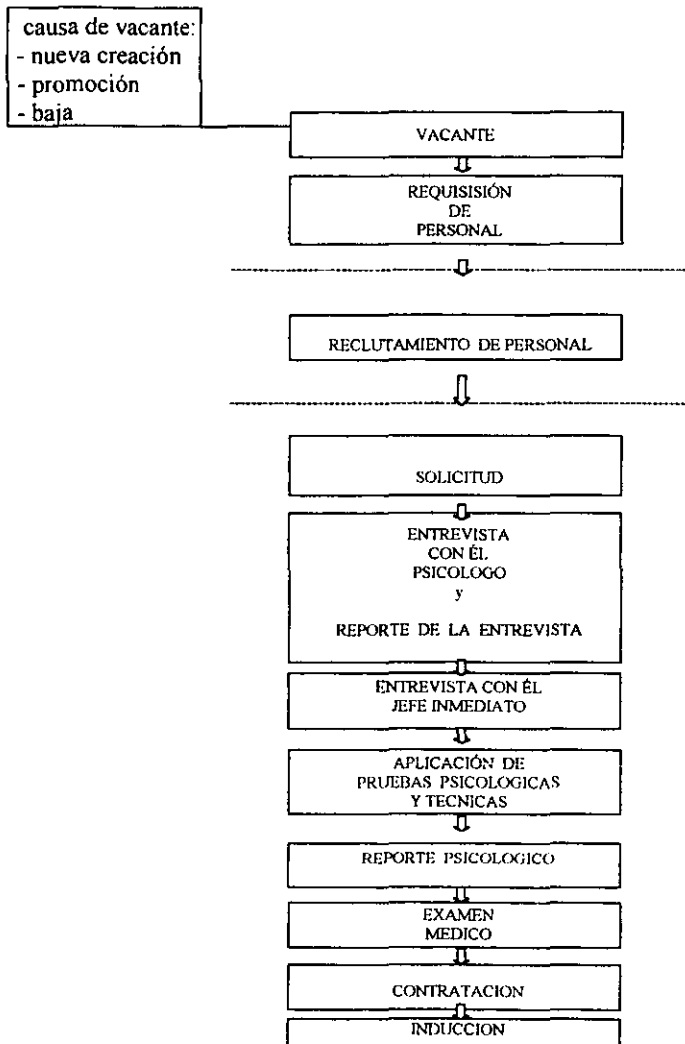 causa de vacante:
- nueva creación
- promoción
- baja
VACANTE
REQUISISIÓN
DE
PERSONAL
RECLUTAMIENTO DE PERSONAL
SOLICITUD
ENTREVISTA
CON ÉL
PSICOLOGO
y
REPORTE DE LA ENTREVISTA
ENTREVISTA CON ÉL
JEFE INMEDIATO
APLICACIÓN DE
PRUEBAS PSICOLOGICAS
Y TECNICAS
REPORTE PSICOLOGICO
EXAMEN
MEDICO
CONTRATACION
INDUCCION